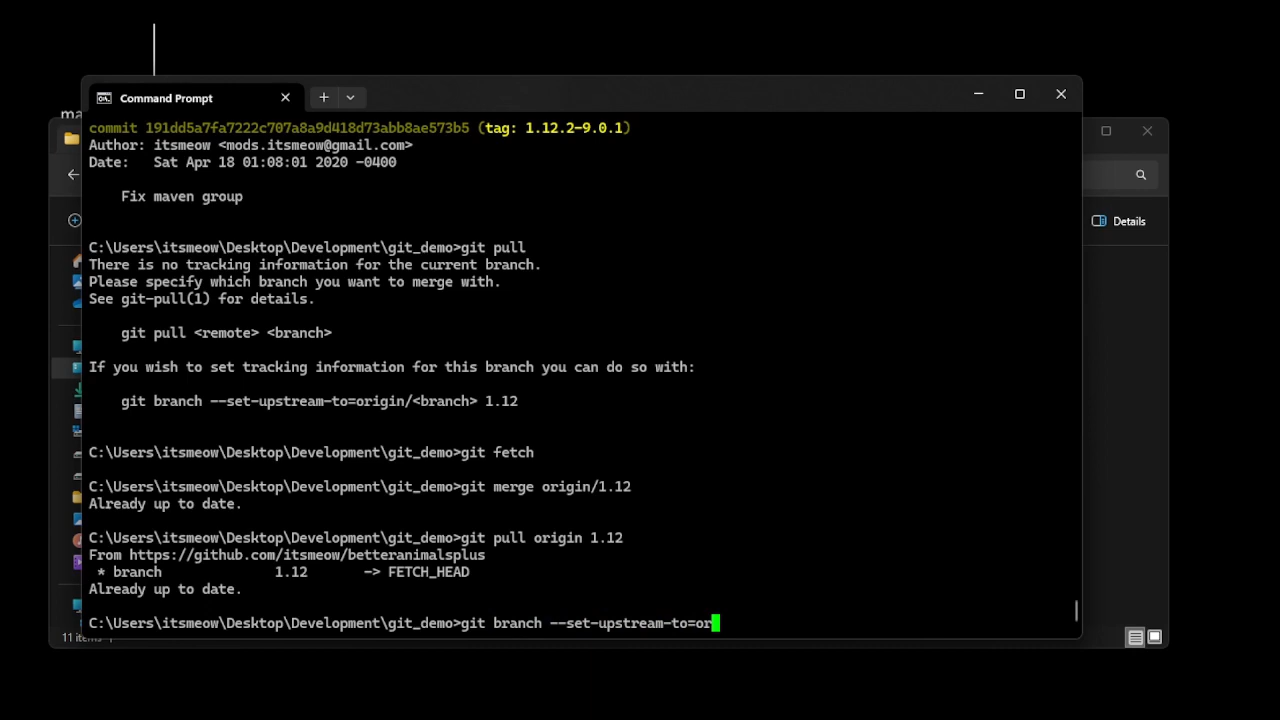 Command Prompt
ma
commit 191dd5a7fa7222c707a8a9d418d73abb8ae573b5 (tag: 1.12.2-9.0.1)
Author: itsmeow <mods.itsmeow@gmail.com>
Date:   Sat Apr 18 01:08:01 2020 -0400
    Fix maven group
Details
C:\Users\itsmeow\Desktop\Development\git_demo>git pull
There is no tracking information for the current branch.
Please specify which branch you want to merge with.
See git-pull(1) for details.
    git pull <remote> <branch>
If you wish to set tracking information for this branch you can do so with:
    git branch --set-upstream-to=origin/<branch> 1.12
C:\Users\itsmeow\Desktop\Development\git_demo>git fetch
C:\Users\itsmeow\Desktop\Development\git_demo>git merge origin/1.12
Already up to date.
C:\Users\itsmeow\Desktop\Development\git_demo>git pull origin 1.12
From https://github.com/itsmeow/betteranimalsplus
 * branch              1.12       -> FETCH_HEAD
Already up to date.
C:\Users\itsmeow\Desktop\Development\git_demo>git branch --set-upstream-to=or
11 items